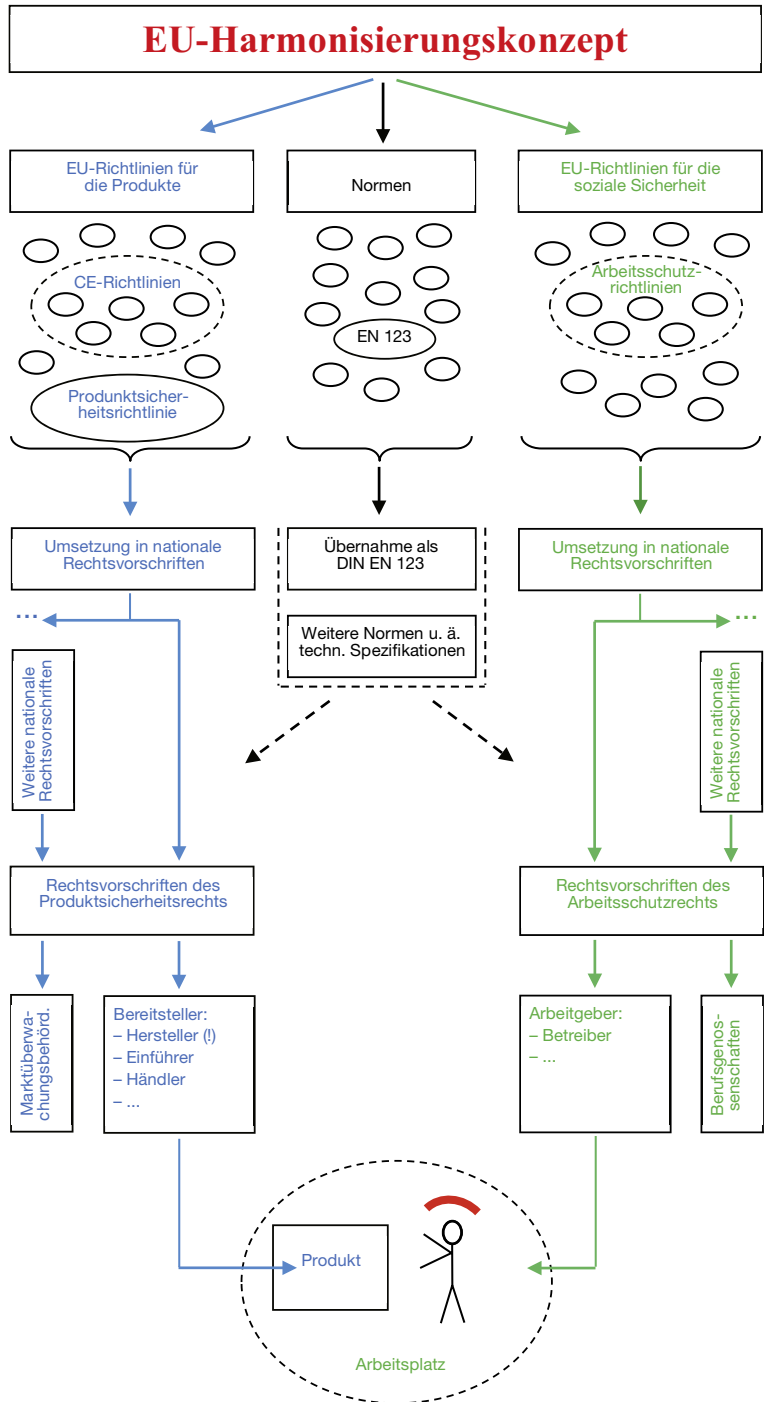 EU-Harmonisierungskonzept
EU-Richtlinien für
die Produkte
Normen
EU-Richtlinien für die
soziale Sicherheit
CE-Richtlinien
EN 123
Arbeitsschutz-
richtlinien
Produnktsicher-
heitsrichtlinie
Umsetzung in nationale
Rechtsvorschriften
Übernahme als
DIN EN 123
Umsetzung in nationale
Rechtsvorschriften
...
Weitere Normen u. ä.
techn. Spezifikationen
...
Weitere nationale
Rechtsvorschriften
Weitere nationale
Rechtsvorschriften
Rechtsvorschriften des
Produktsicherheitsrechts
Rechtsvorschriften des
Arbeitsschutzrechts
Marktüberwa-
chungsbehörd.
Bereitsteller:
– Hersteller (!)
– Einführer
– Händler
– ...
Arbeitgeber:
– Betreiber
– ...
Berufsgenos-
senschaften
Produkt
Arbeitsplatz